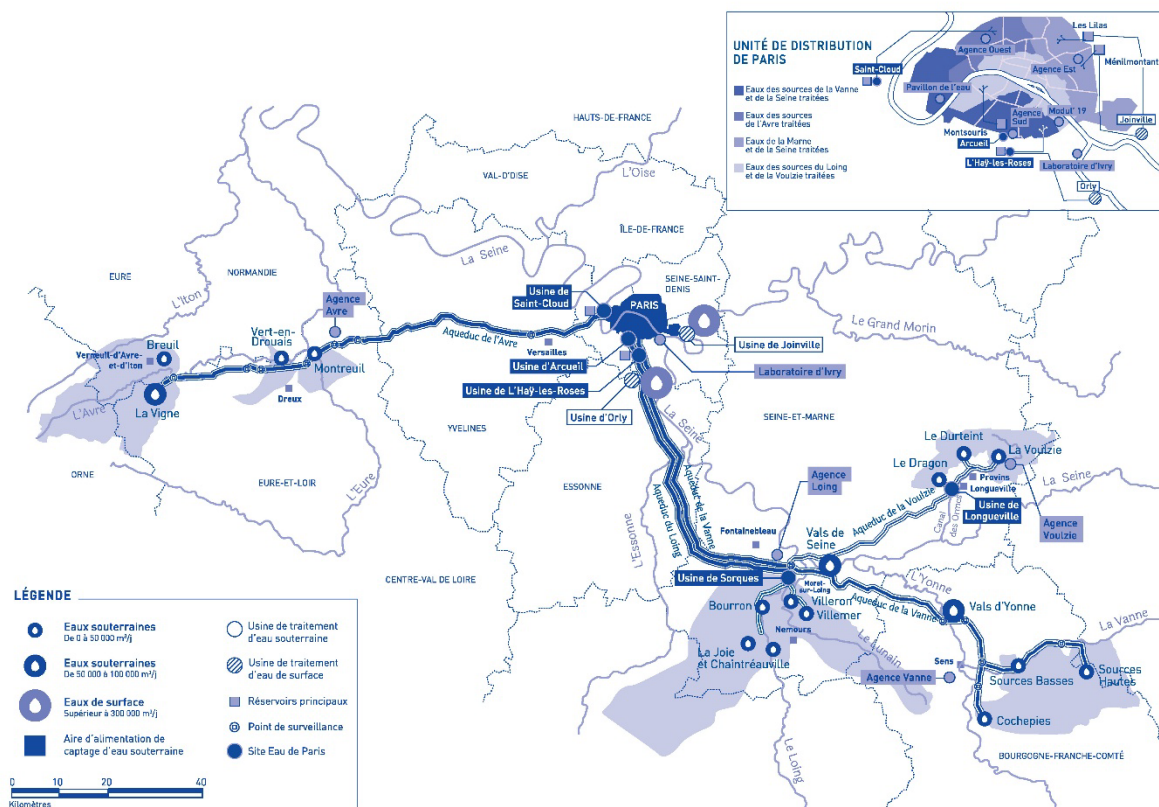 HAUTS-DE-FRANCE
VAL-D'OISE
L'Oise
ÎLE-DE-FRANCE
La Seine
SEINE-SAINT-
DENIS
EURE
NORMANDIE
L'Iton
Agence
Avre
Usine de
Saint-Cloud
PARIS
Le Grand Morin
Breuil
Vert-en-
Drouais
Verneuil-d'Avre-
et-d'Iton
Montreuil
Aqueduc de l'Avre
Versailles
Usine d'Arcueil
Usine de Joinville
Laboratoire d'Ivry
Usine de L'Haÿ-les-Roses
Usine d'Orly
L'Avre
La Vigne
Dreux
ORNE
EURE-ET-LOIR
L'Eure
YVELINES
La Seine
SEINE-ET-MARNE
ESSONNE
L'Essonne
Le Durteint
La Voulzie
Le Dragon
Provins
Longueville
La Seine
Usine de
Longueville
Agence
Voulzie
Canal
des Ormes
Aqueduc de la Voulzie
Agence
Loing
Aqueduc de la Vanne
Aqueduc du Loing
Fontainebleau
Vals de
Seine
CENTRE-VAL DE LOIRE
Usine de Sorques
Moret-
sur-Loing
L'Yonne
Aqueduc de la Vanne
Vals d'Yonne
La Vanne
Bourron
Villeron
Villemer
Nemours
Le Lunain
La Joie
et Chaintréauville
Sens
Agence Vanne
Sources Basses
Sources
Hautes
Cochepies
Le Loing
BOURGOGNE-FRANCHE-COMTÉ
UNITÉ DE DISTRIBUTION
DE PARIS
Eaux des sources de la Vanne
et de la Seine traitées
Eaux des sources
de l'Avre traitées
Eaux de la Marne
et de la Seine traitées
Eaux des sources du Loing
et de la Voulzie traitées
Les Lilas
Agence Ouest
Ménilmontant
Agence Est
Saint-Cloud
Pavillon de l'eau
Modul' 19
Agence
Sud
Joinville
Montsouris
Arcueil
L'Haÿ-les-Roses
Laboratoire d'Ivry
Orly
LÉGENDE
Eaux souterraines
De 0 à 50 000 m³/j
Eaux souterraines
De 50 000 à 100 000 m³/j
Eaux de surface
Supérieur à 300 000 m³/j
Aire d'alimentation de
captage d'eau souterraine
Usine de traitement
d'eau souterraine
Usine de traitement
d'eau de surface
Réservoirs principaux
Point de surveillance
Site Eau de Paris
0 10 20 40
Kilomètres